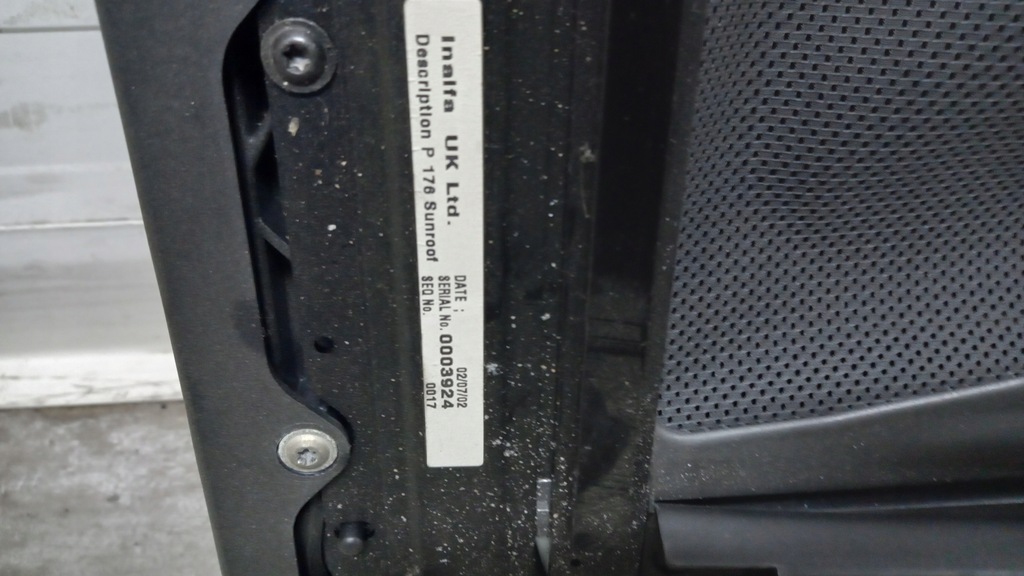 Inalfa UK Ltd.
Description P 176 Sunroof
DATE ; 02/07/02
SERIAL No. 0003924
SEQ No. 0017